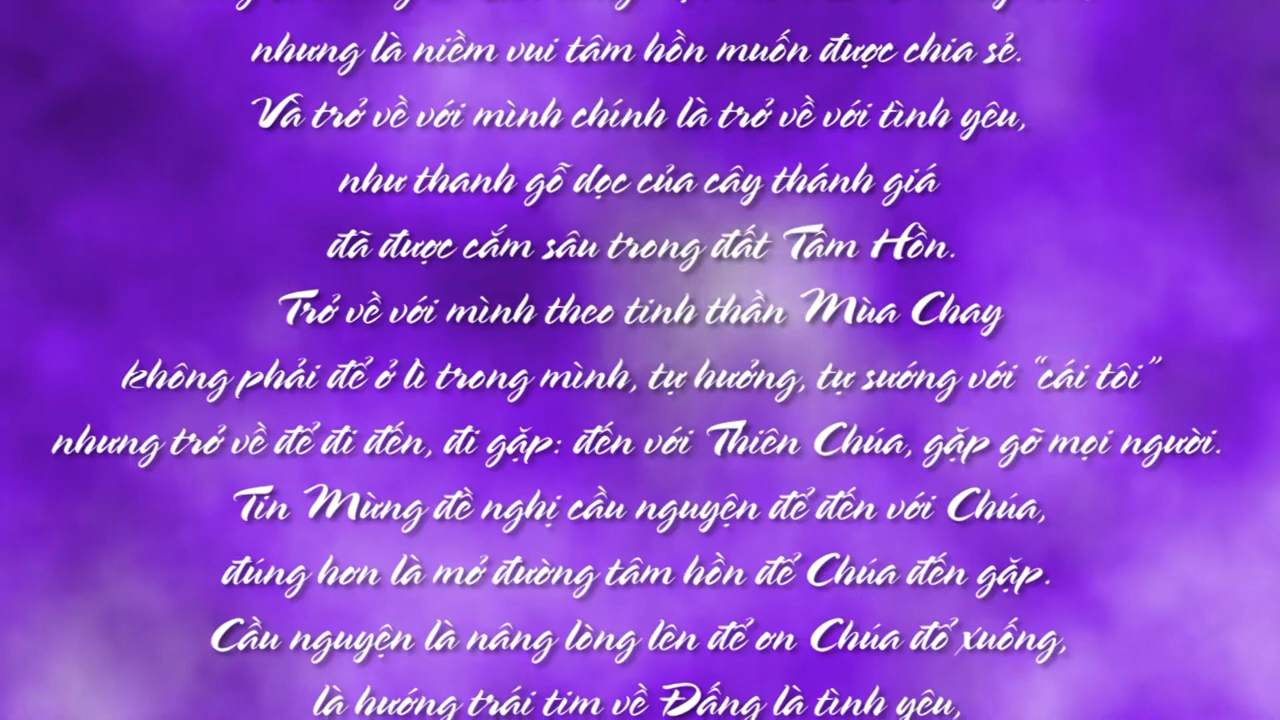 nhưng là niềm vui tâm hồn muốn được chia sẻ.
Và trở về với mình chính là trở về với tình yêu,
như thanh gỗ dọc của cây thánh giá
đã được cắm sâu trong đất Tâm Hồn.
Trở về với mình theo tinh thần Mùa Chay
không phải để ở lì trong mình, tự hưởng, tự sướng với “cái tôi”
nhưng trở về để đi đến, đi gặp: đến với Thiên Chúa, gặp gỡ mọi người.
Tin Mừng đề nghị cầu nguyện để đến với Chúa,
đúng hơn là mở đường tâm hồn để Chúa đến gặp.
Cầu nguyện là nâng lòng lên để ơn Chúa đổ xuống,
là hướng trái tim về Đấng là tình yêu,